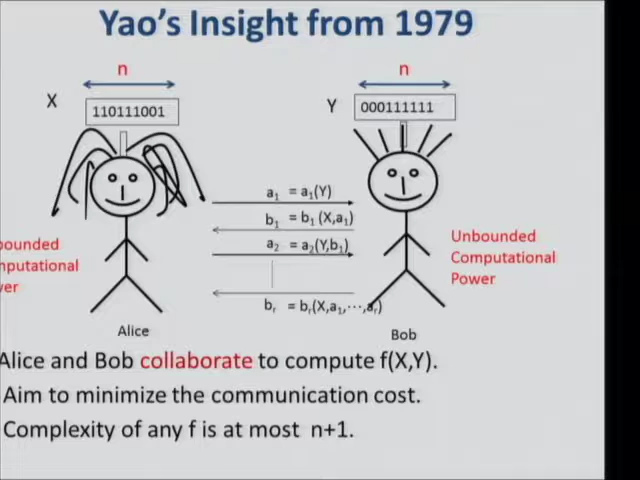 Yao's Insight from 1979
n
n
X
110111001
Y
000111111
a₁ = a₁(Y)
b₁ = b₁ (X,a₁)
a₂ = a₂(Y,b₁)
bᵣ = bᵣ(X,a₁,⋯,aᵣ)
Unbounded
Computational
Power
Alice
Bob
Alice and Bob collaborate to compute f(X,Y).
Aim to minimize the communication cost.
Complexity of any f is at most n+1.